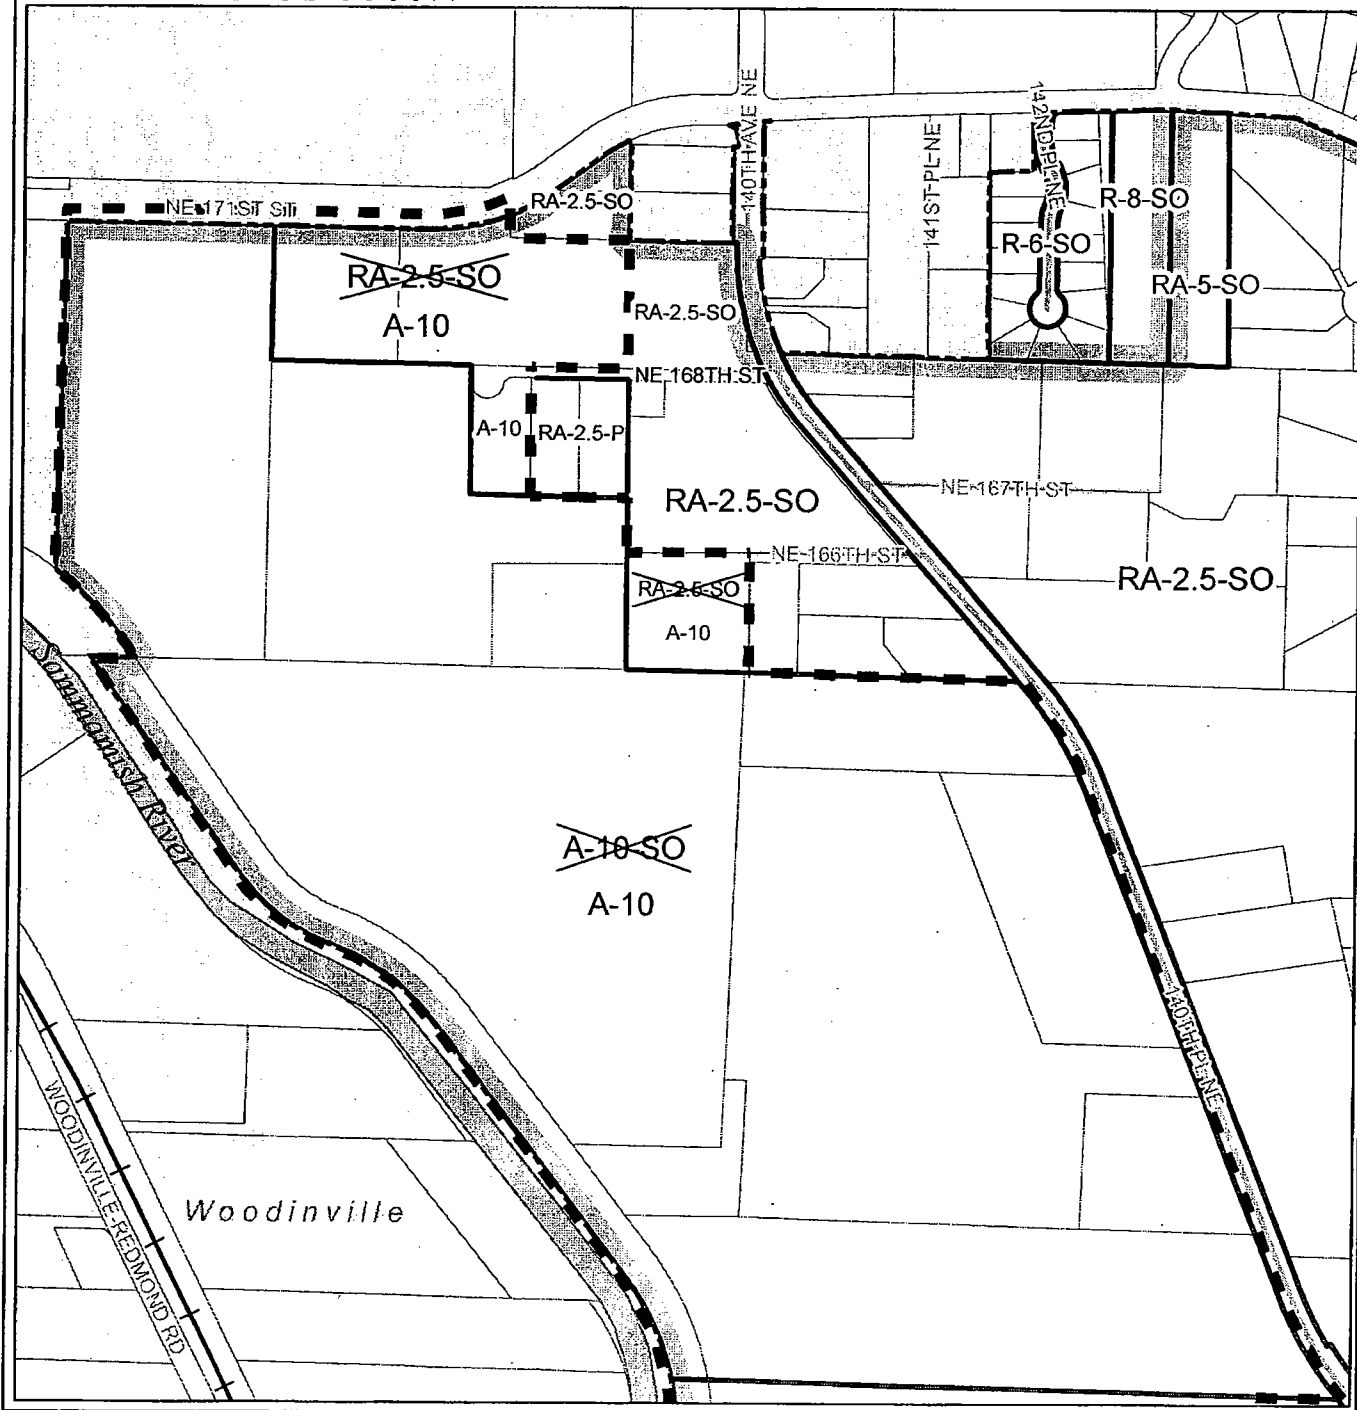 140TH AVE NE
142ND PL NE
141ST PL NE
NE 171ST ST
RA-2.5-SO
R-8-SO
R-6-SO
RA-5-SO
RA-2.5-SO
A-10
RA-2.5-SO
NE 168TH ST
A-10
RA-2.5-P
RA-2.5-SO
NE 167TH ST
NE 166TH ST
RA-2.5-SO
RA-2.5-SO
A-10
Sammamish River
A-10-SO
A-10
140TH PL NE
WOODINVILLE-REDMOND RD
Woodinville